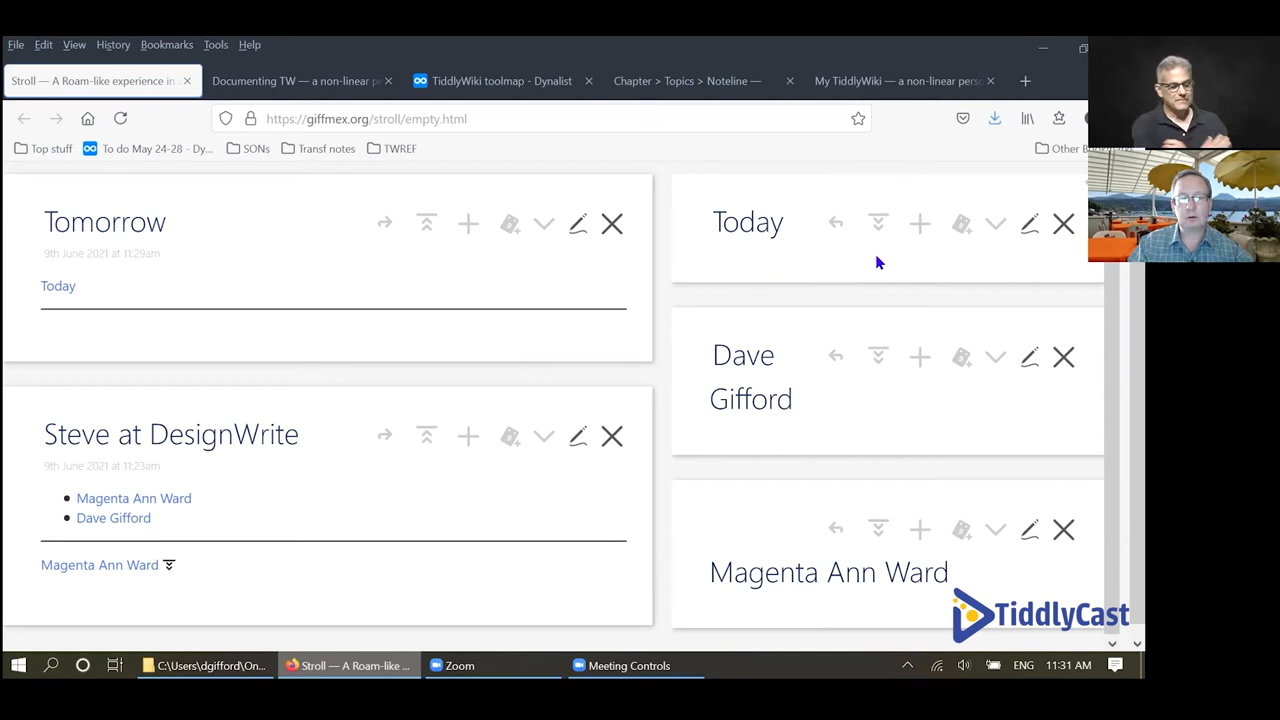 File Edit View History Bookmarks Tools Help
Stroll — A Roam-like experience in
Documenting TW — a non-linear pe
TiddlyWiki toolmap - Dynalist
Chapter > Topics > Noteline —
My TiddlyWiki — a non-linear perso
https://giffmex.org/stroll/empty.html
Top stuff
To do May 24-28 - Dy...
SONs
Transf notes
TWREF
Other Bookmarks
Tomorrow
9th June 2021 at 11:29am
Today
Steve at DesignWrite
9th June 2021 at 11:23am
Magenta Ann Ward
Dave Gifford
Magenta Ann Ward
Today
Dave
Gifford
Magenta Ann Ward
TiddlyCast
C:\Users\dgifford\On...
Stroll — A Roam-like ...
Zoom
Meeting Controls
ENG
11:31 AM